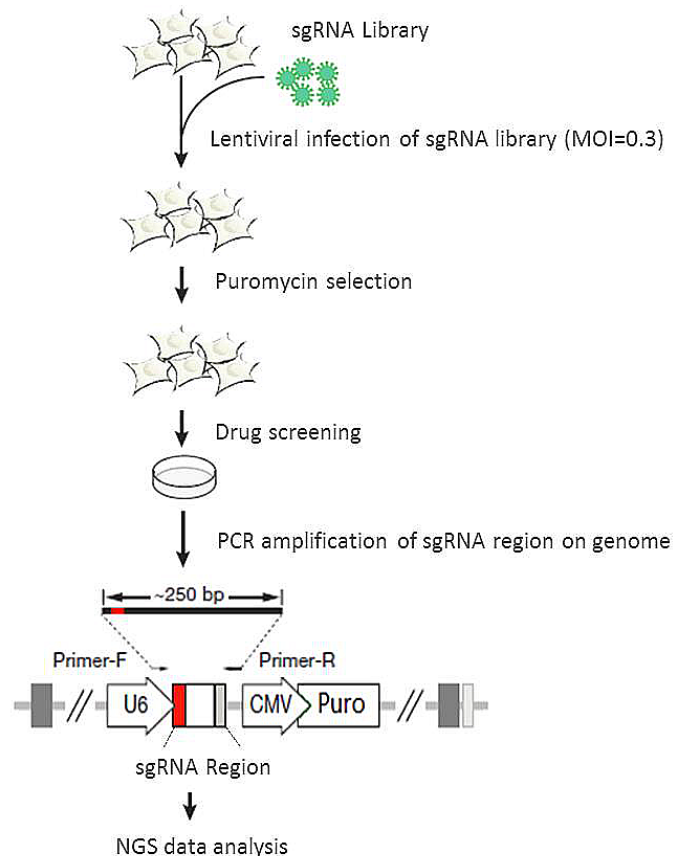 sgRNA Library
Lentiviral infection of sgRNA library (MOI=0.3)
Puromycin selection
Drug screening
PCR amplification of sgRNA region on genome
~250 bp
Primer-F
Primer-R
U6
CMV
Puro
sgRNA Region
NGS data analysis